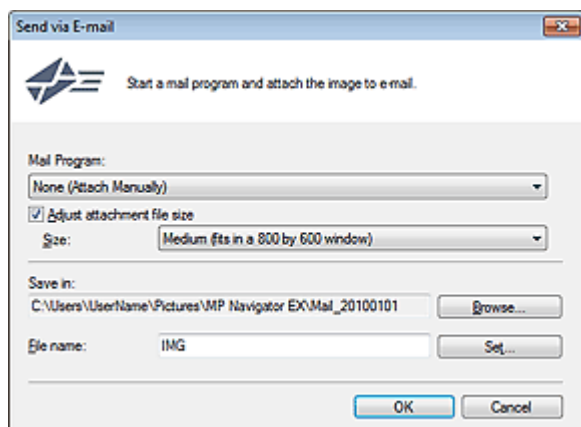 Send via E-mail
Start a mail program and attach the image to e-mail.
Mail Program:
None (Attach Manually)
Adjust attachment file size
Size: Medium (fits in a 800 by 600 window)
Save in:
C:\Users\UserName\Pictures\MP Navigator EX\Mail_20100101 Browse...
File name: IMG Set...
OK Cancel